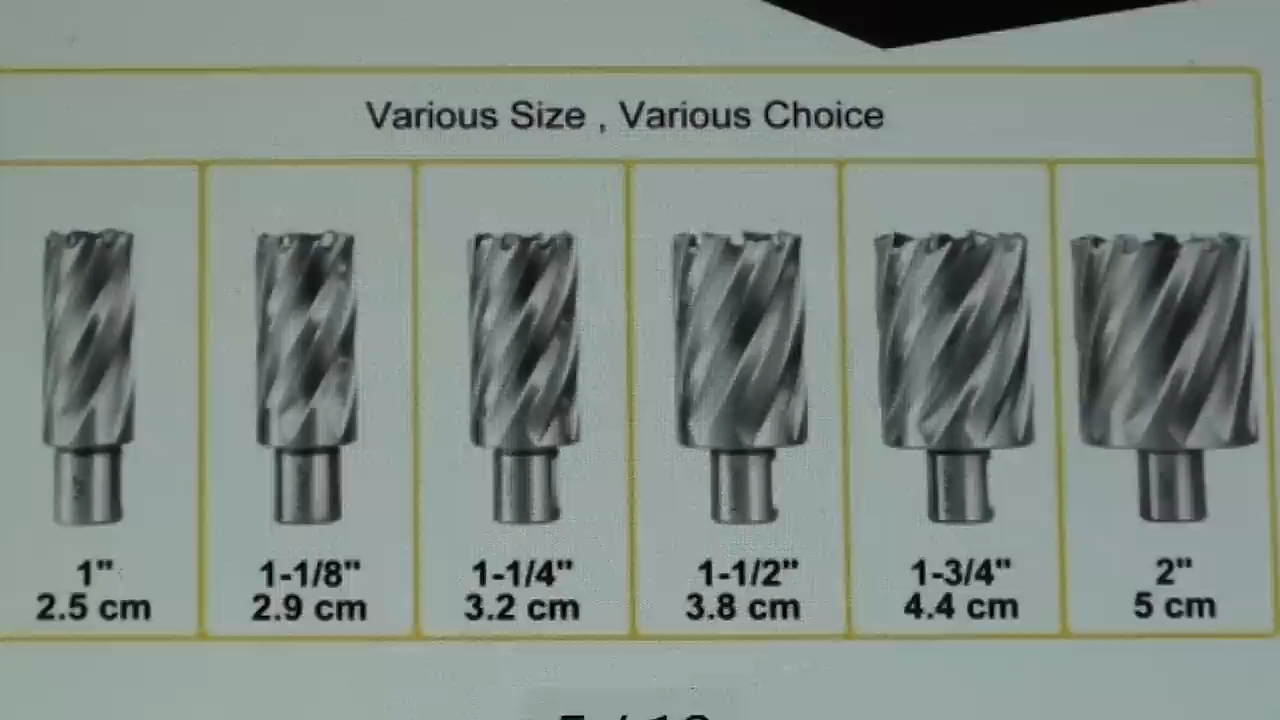 Various Size , Various Choice
1" 1-1/8" 1-1/4" 1-1/2" 1-3/4" 2"
2.5 cm 2.9 cm 3.2 cm 3.8 cm 4.4 cm 5 cm